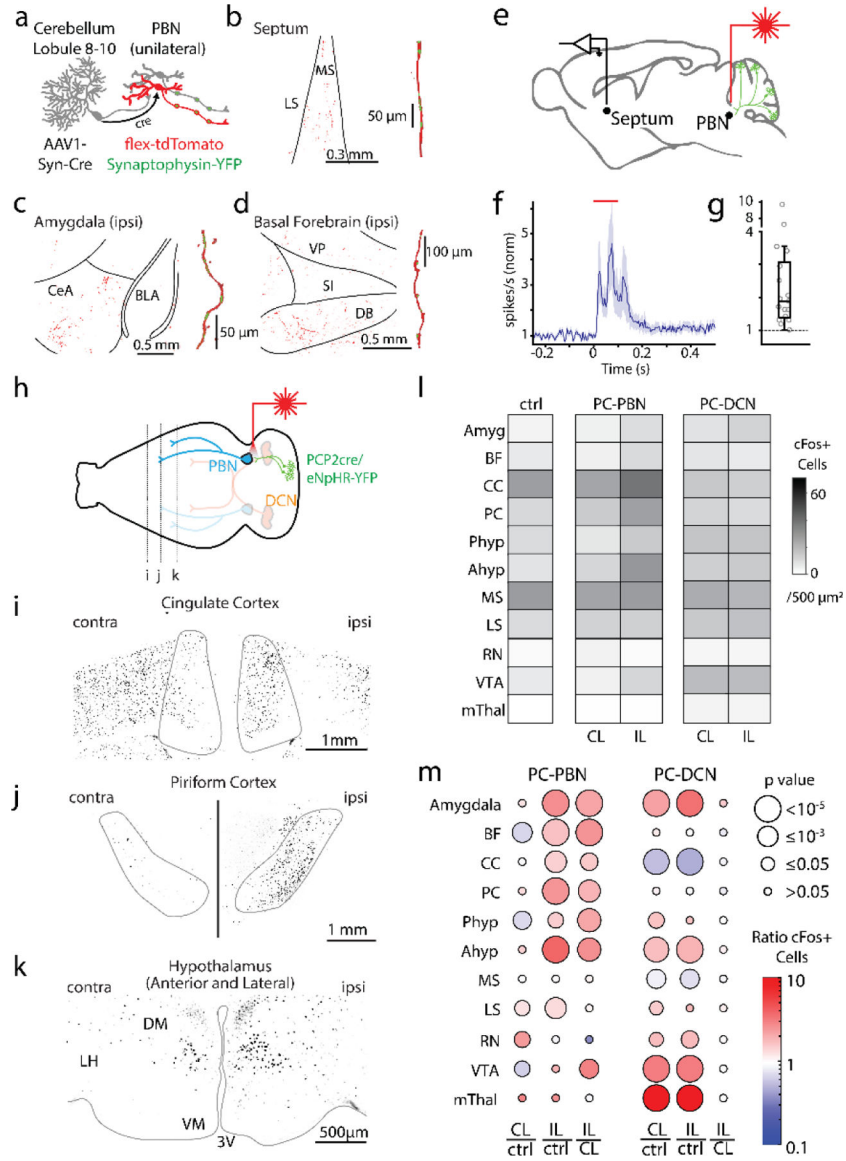 a
Cerebellum
Lobule 8-10
PBN
(unilateral)
cre
AAV1-
Syn-Cre
flex-tdTomato
Synaptophysin-YFP
b
Septum
MS
LS
50 µm
0.3 mm
c
Amygdala (ipsi)
CeA
BLA
0.5 mm
50 µm
d
Basal Forebrain (ipsi)
VP
SI
DB
100 µm
0.5 mm
e
Septum
PBN
f
spikes/s (norm)
5
3
1
0
0.2
0.4
-0.2
Time (s)
g
10
8
4
1
h
PBN
PCP2cre/
eNpHR-YFP
DCN
i
j
k
i
Cingulate Cortex
contra
ipsi
1mm
j
Piriform Cortex
contra
ipsi
1 mm
k
Hypothalamus
(Anterior and Lateral)
contra
ipsi
DM
LH
VM
3V
500µm
l
ctrl
PC-PBN
PC-DCN
Amyg
BF
CC
PC
Phyp
Ahyp
MS
LS
RN
VTA
mThal
CL
IL
CL
IL
cFos+
Cells
60
0
/500 µm²
m
PC-PBN
PC-DCN
Amygdala
BF
CC
PC
Phyp
Ahyp
MS
LS
RN
VTA
mThal
CL IL IL CL IL IL
ctrl ctrl CL ctrl ctrl CL
p value
<10⁻⁵
≤10⁻³
≤0.05
>0.05
Ratio cFos+
Cells
10
1
0.1